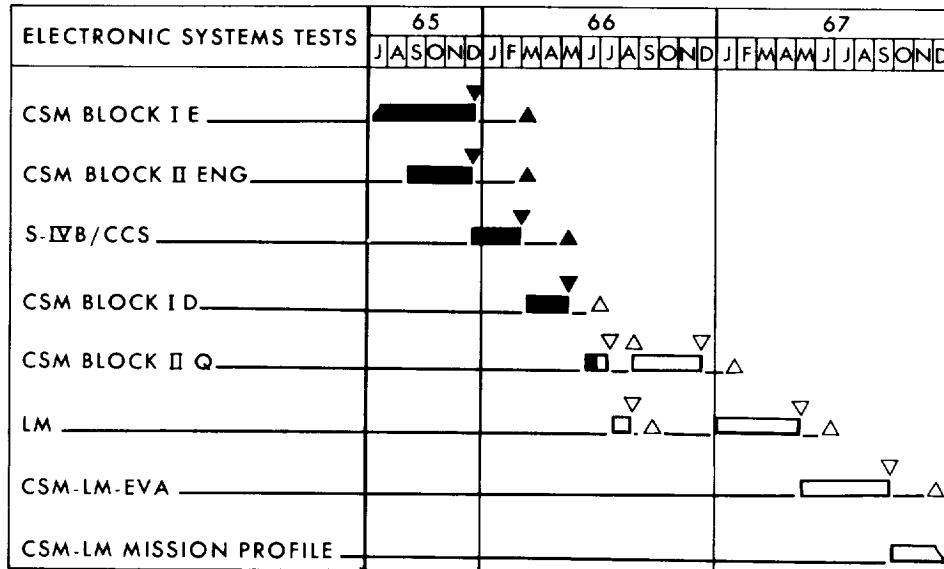 65 66 67
ELECTRONIC SYSTEMS TESTS
J A S O N D J F M A M J J A S O N D J F M A M J J A S O N D
CSM BLOCK I E
CSM BLOCK II ENG
S-IVB/CCS
CSM BLOCK I D
CSM BLOCK II Q
LM
CSM-LM-EVA
CSM-LM MISSION PROFILE